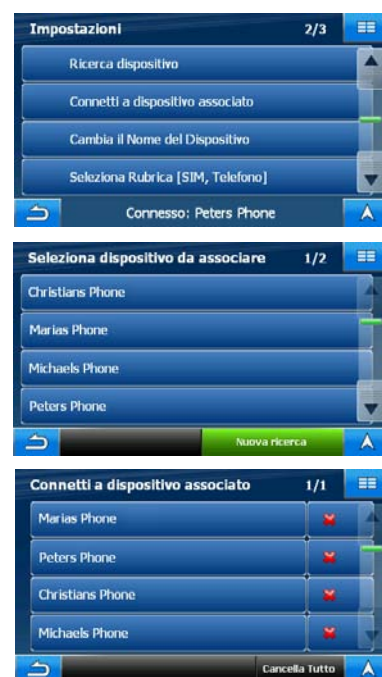 Impostazioni 2/3
Ricerca dispositivo
Connetti a dispositivo associato
Cambia il Nome del Dispositivo
Seleziona Rubrica [SIM, Telefono]
Connesso: Peters Phone
Seleziona dispositivo da associare 1/2
Christians Phone
Marias Phone
Michaels Phone
Peters Phone
Nuova ricerca
Connetti a dispositivo associato 1/1
Marias Phone
Peters Phone
Christians Phone
Michaels Phone
Cancella Tutto